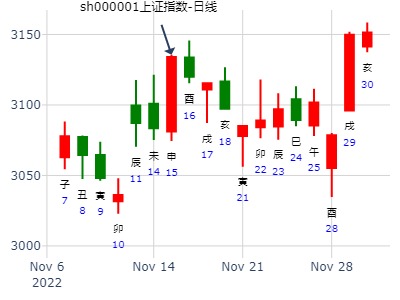 sh000001上证指数-日线
3150
3100
3050
3000
子
7
丑
8
寅
9
卯
10
辰
11
未
14
申
15
酉
16
戌
17
亥
18
寅
21
卯
22
辰
23
巳
24
午
25
酉
28
戌
29
亥
30
Nov 6
2022
Nov 14
Nov 21
Nov 28